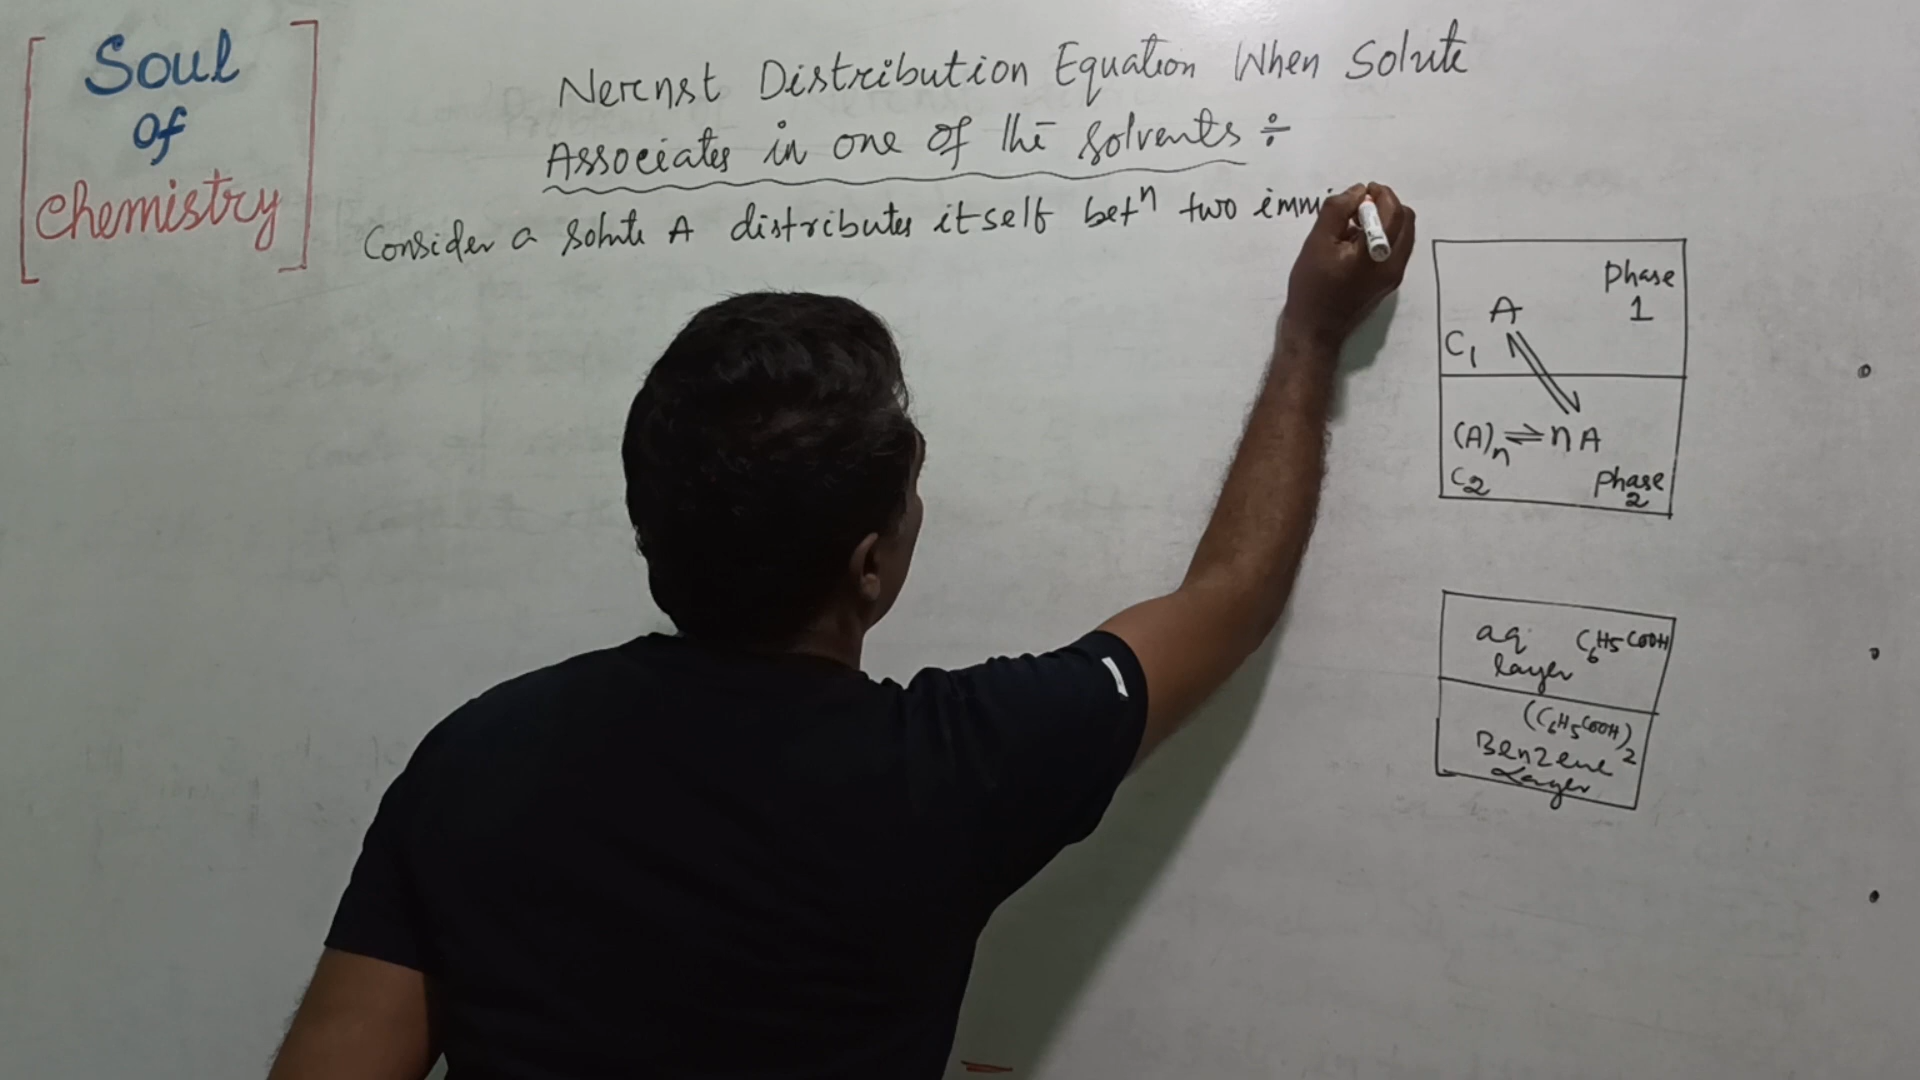 Soul
of
Chemistry
Nernst Distribution Equation When Solute
Associates in one of the solvents ÷
Consider a solute A distributes itself betⁿ two immi
Phase
1
A
C₁
(A)ₙ ⇌ n A
C₂
Phase
2
aq C₆H₅COOH
layer
(C₆H₅COOH)₂
Benzene
Layer